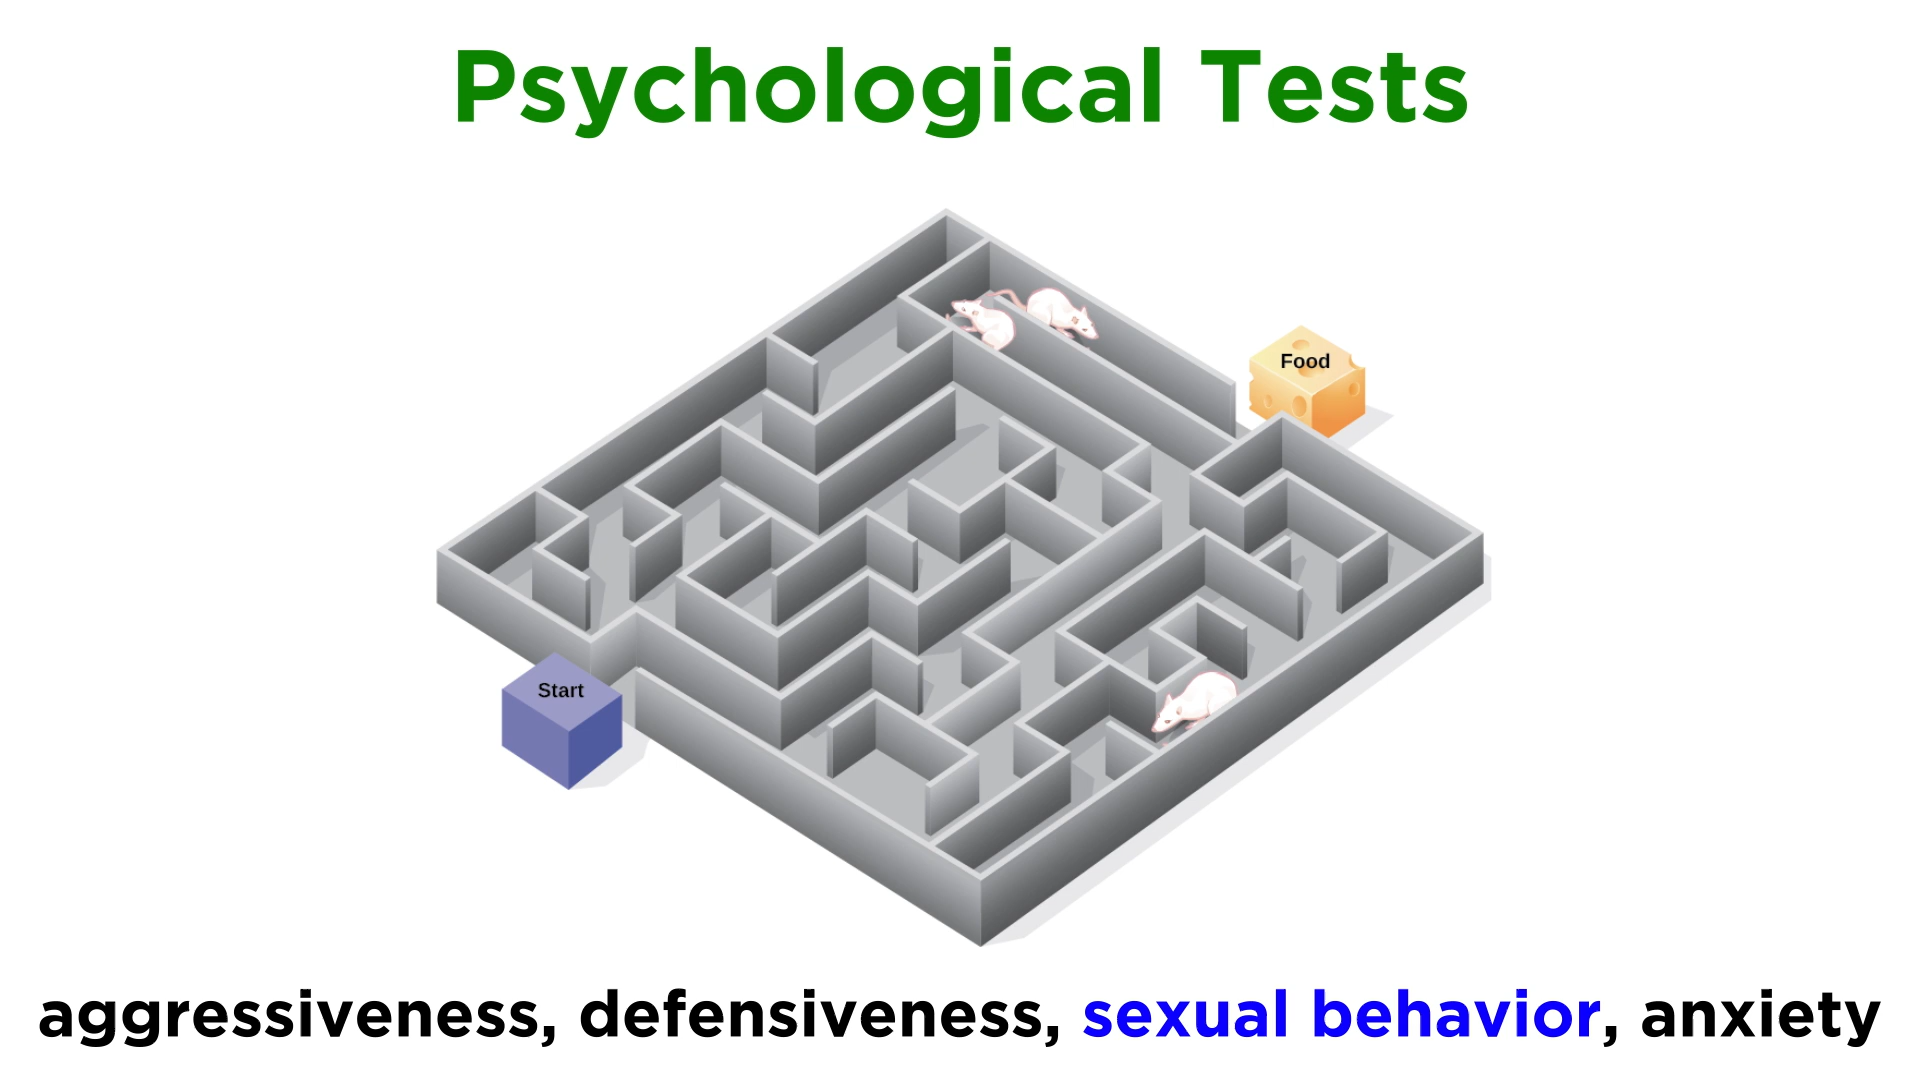 Psychological Tests
Food
Start
aggressiveness, defensiveness, sexual behavior, anxiety